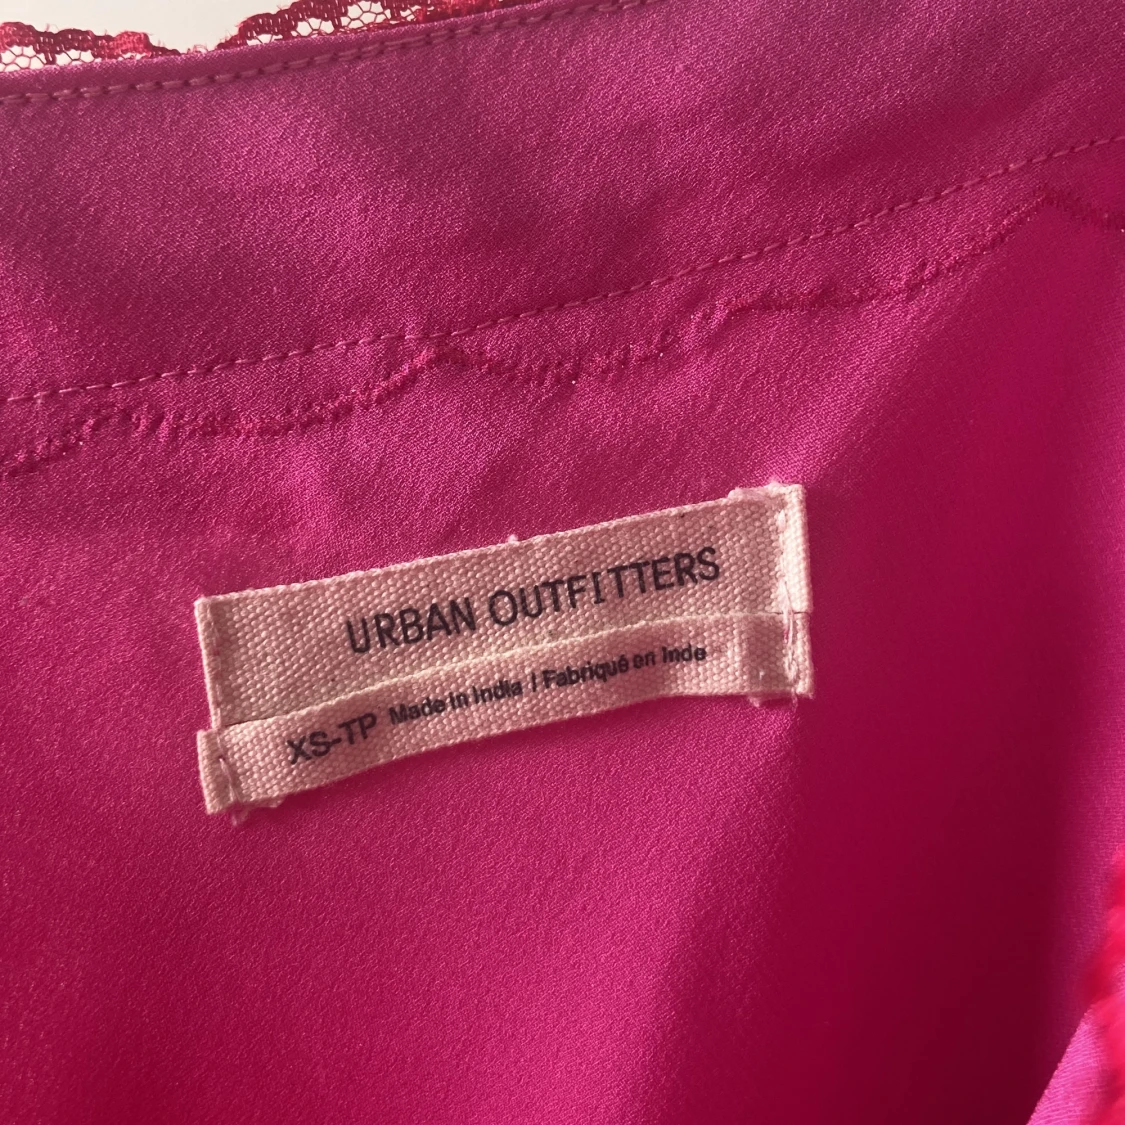 URBAN OUTFITTERS
XS-TP Made in India / Fabriqué en Inde